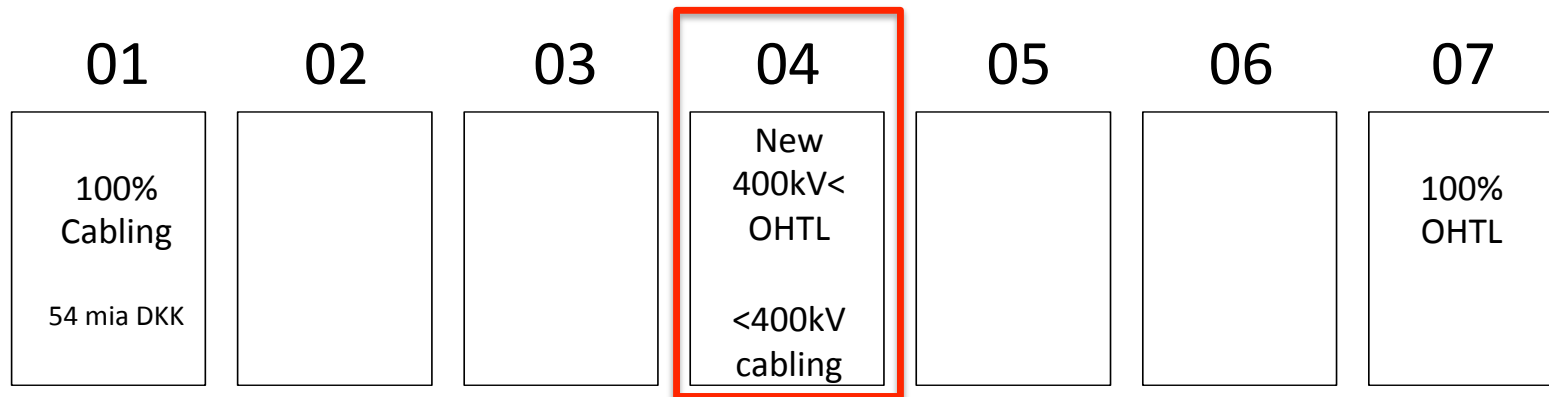 01 02 03 04 05 06 07
100%
Cabling
54 mia DKK
New
400kV<
OHTL
<400kV
cabling
100%
OHTL